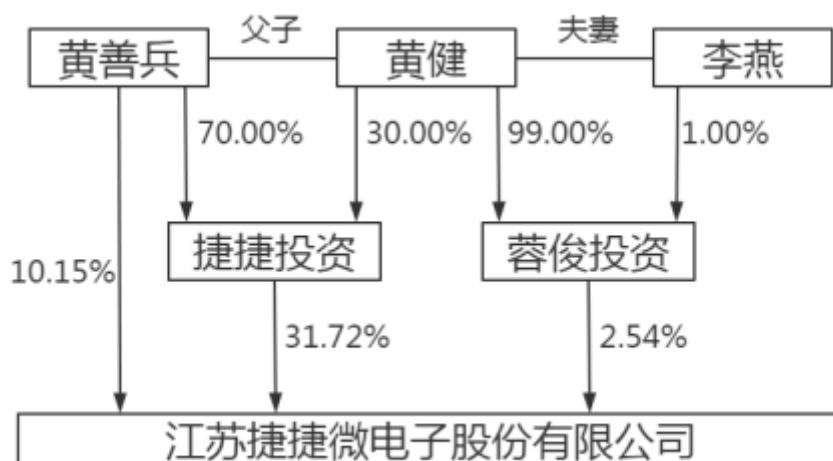 父子
夫妻
黄善兵
黄健
李燕
70.00%
30.00%
99.00%
1.00%
捷捷投资
蓉俊投资
10.15%
31.72%
2.54%
江苏捷捷微电子股份有限公司